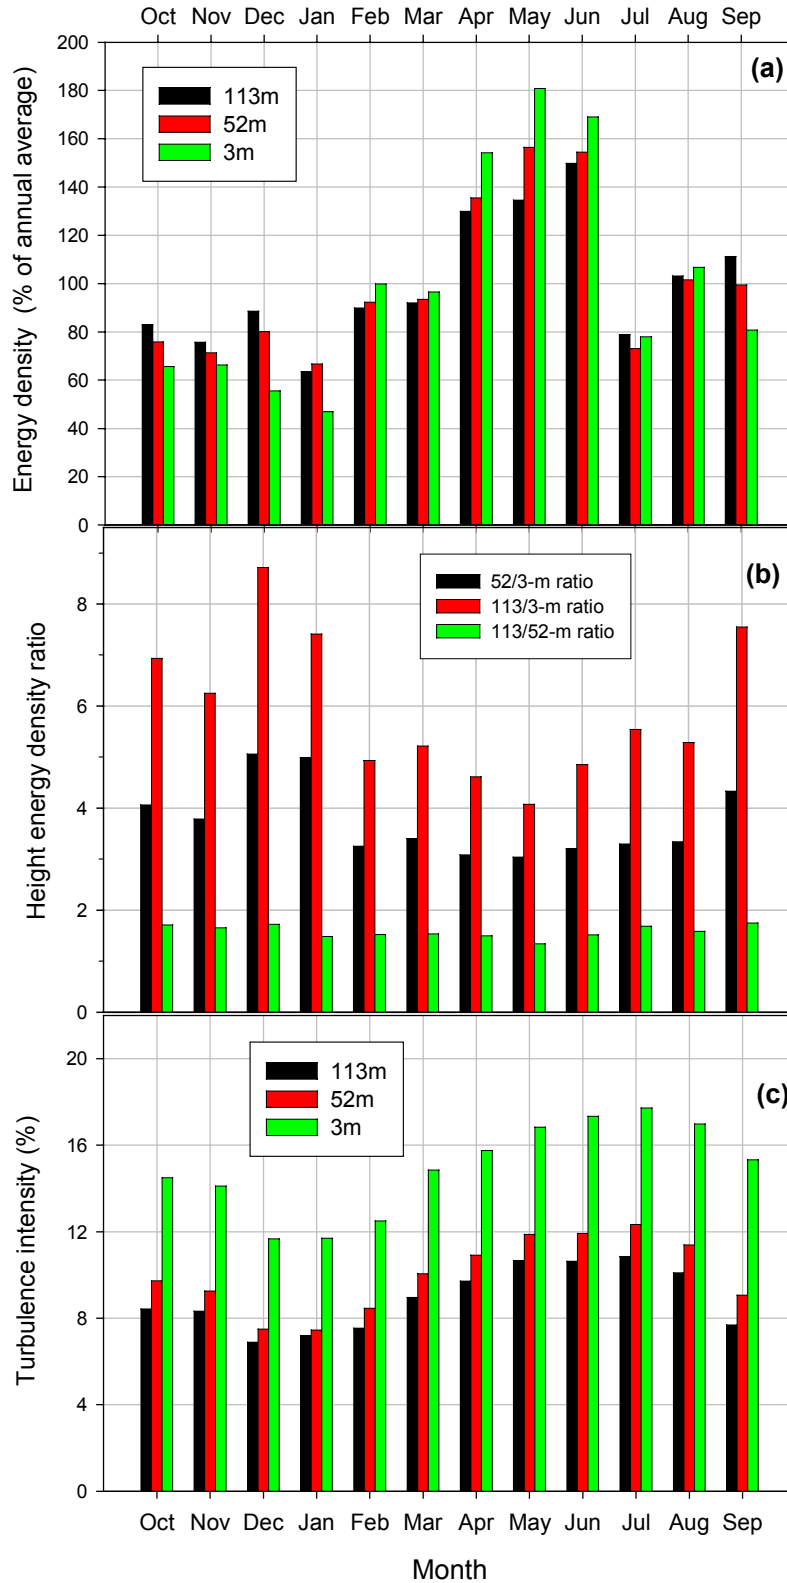 Oct Nov Dec Jan Feb Mar Apr May Jun Jul Aug Sep
200
180
160
140
120
100
80
60
40
20
0
Energy density (% of annual average)
(a)
113m
52m
3m
8
6
4
2
0
Height energy density ratio
(b)
52/3-m ratio
113/3-m ratio
113/52-m ratio
20
16
12
8
4
0
Turbulence intensity (%)
(c)
113m
52m
3m
Oct Nov Dec Jan Feb Mar Apr May Jun Jul Aug Sep
Month